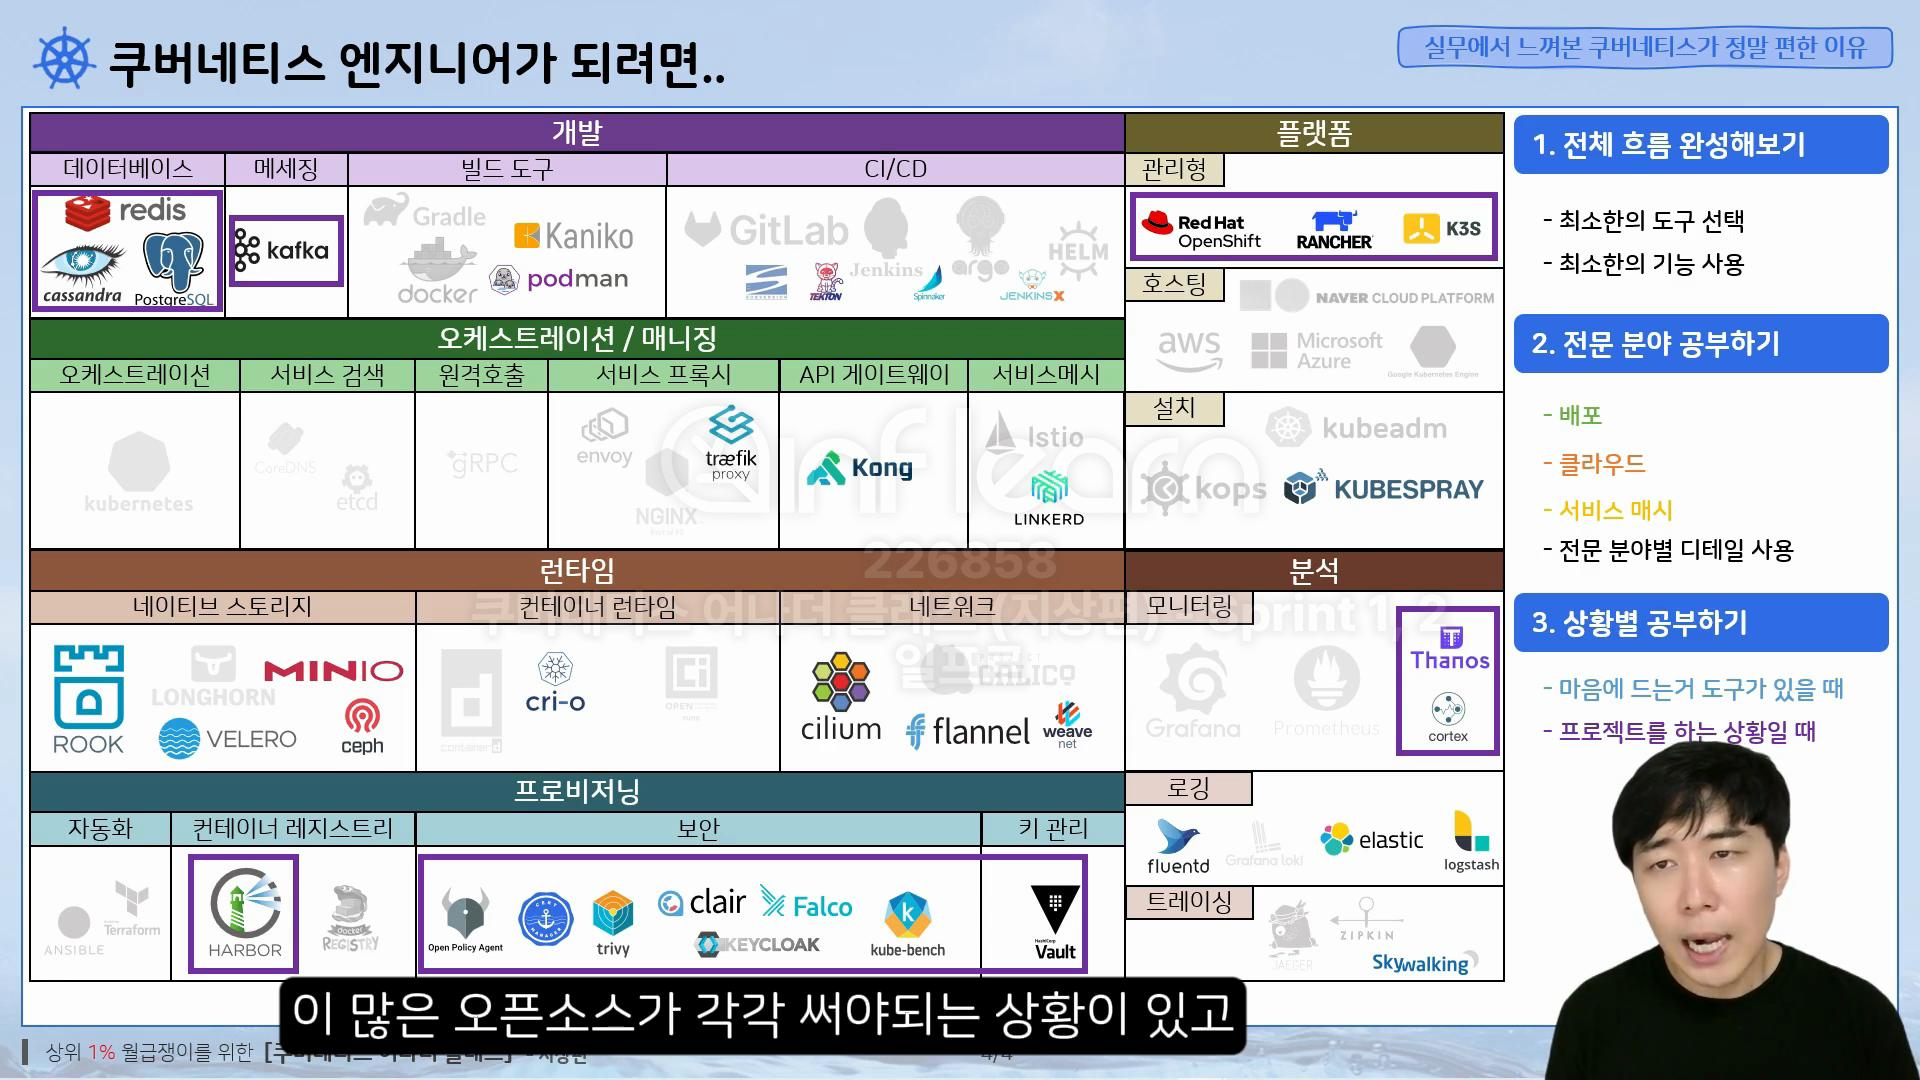 쿠버네티스 엔지니어가 되려면..
실무에서 느껴본 쿠버네티스가 정말 편한 이유
개발
데이터베이스
메세징
빌드 도구
CI/CD
redis
cassandra
PostgreSQL
kafka
Gradle
Kaniko
docker
podman
GitLab
Jenkins
argo
HELM
SUBVERSION
TEKTON
Spinnaker
JENKINS X
플랫폼
관리형
Red Hat
OpenShift
RANCHER
K3S
호스팅
NAVER CLOUD PLATFORM
aws
Microsoft
Azure
Google Kubernetes Engine
설치
kubeadm
kops
KUBESPRAY
오케스트레이션 / 매니징
오케스트레이션
서비스 검색
원격호출
서비스 프록시
API 게이트웨이
서비스메시
kubernetes
CoreDNS
etcd
gRPC
envoy
træfik
proxy
NGINX
Kong
Istio
LINKERD
inflearn
226858
런타임
네이티브 스토리지
컨테이너 런타임
네트워크
ROOK
LONGHORN
MINIO
VELERO
ceph
containerd
cri-o
cilium
CALICO
flannel
weave
net
분석
모니터링
Grafana
Prometheus
Thanos
cortex
로깅
fluentd
Grafana loki
elastic
logstash
트레이싱
JAEGER
ZIPKIN
Skywalking
프로비저닝
자동화
컨테이너 레지스트리
보안
키 관리
ANSIBLE
Terraform
HARBOR
docker
REGISTRY
Open Policy Agent
CERT MANAGER
trivy
clair
Falco
KEYCLOAK
kube-bench
HashiCorp
Vault
1. 전체 흐름 완성해보기
- 최소한의 도구 선택
- 최소한의 기능 사용
2. 전문 분야 공부하기
- 배포
- 클라우드
- 서비스 매시
- 전문 분야별 디테일 사용
3. 상황별 공부하기
- 마음에 드는거 도구가 있을 때
- 프로젝트를 하는 상황일 때
이 많은 오픈소스가 각각 써야되는 상황이 있고
상위 1% 월급쟁이를 위한